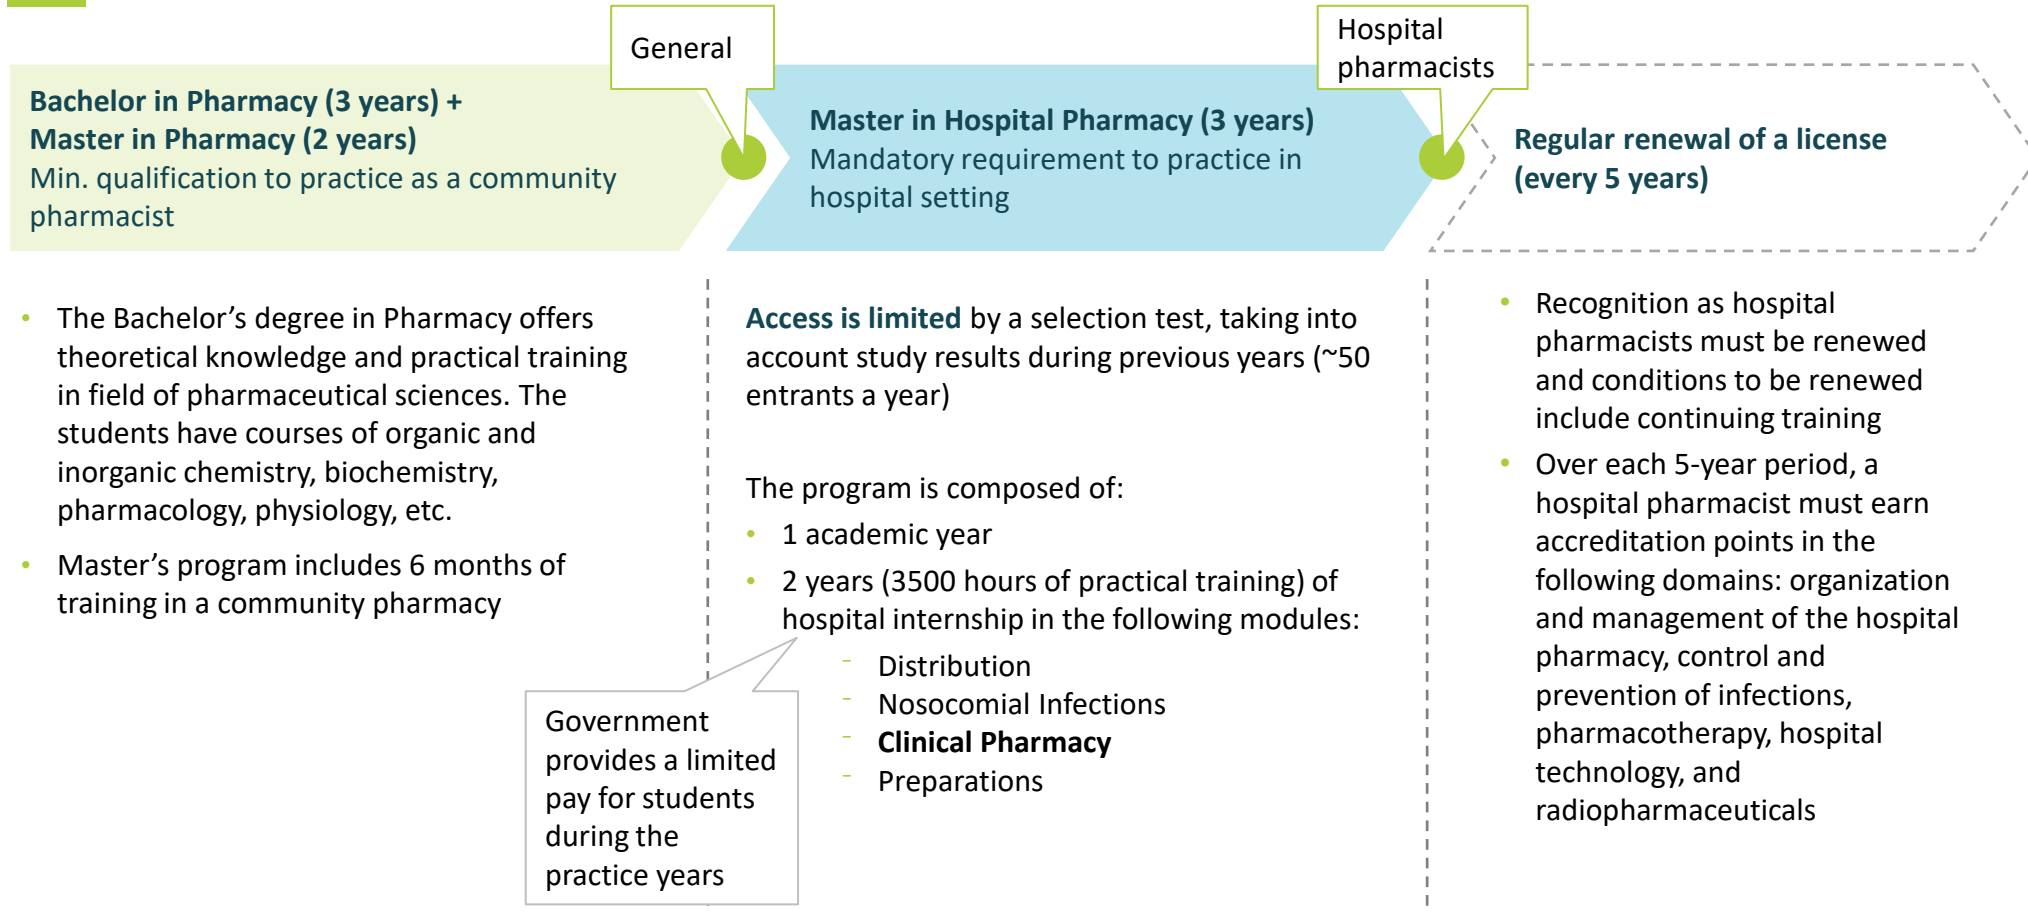 General
Hospital
pharmacists
Bachelor in Pharmacy (3 years) +
Master in Pharmacy (2 years)
Min. qualification to practice as a community
pharmacist
Master in Hospital Pharmacy (3 years)
Mandatory requirement to practice in
hospital setting
Regular renewal of a license
(every 5 years)
• The Bachelor’s degree in Pharmacy offers
theoretical knowledge and practical training
in field of pharmaceutical sciences. The
students have courses of organic and
inorganic chemistry, biochemistry,
pharmacology, physiology, etc.
• Master’s program includes 6 months of
training in a community pharmacy
Access is limited by a selection test, taking into
account study results during previous years (~50
entrants a year)
The program is composed of:
• 1 academic year
• 2 years (3500 hours of practical training) of
hospital internship in the following modules:
- Distribution
- Nosocomial Infections
- Clinical Pharmacy
- Preparations
Government
provides a limited
pay for students
during the
practice years
• Recognition as hospital
pharmacists must be renewed
and conditions to be renewed
include continuing training
• Over each 5-year period, a
hospital pharmacist must earn
accreditation points in the
following domains: organization
and management of the hospital
pharmacy, control and
prevention of infections,
pharmacotherapy, hospital
technology, and
radiopharmaceuticals